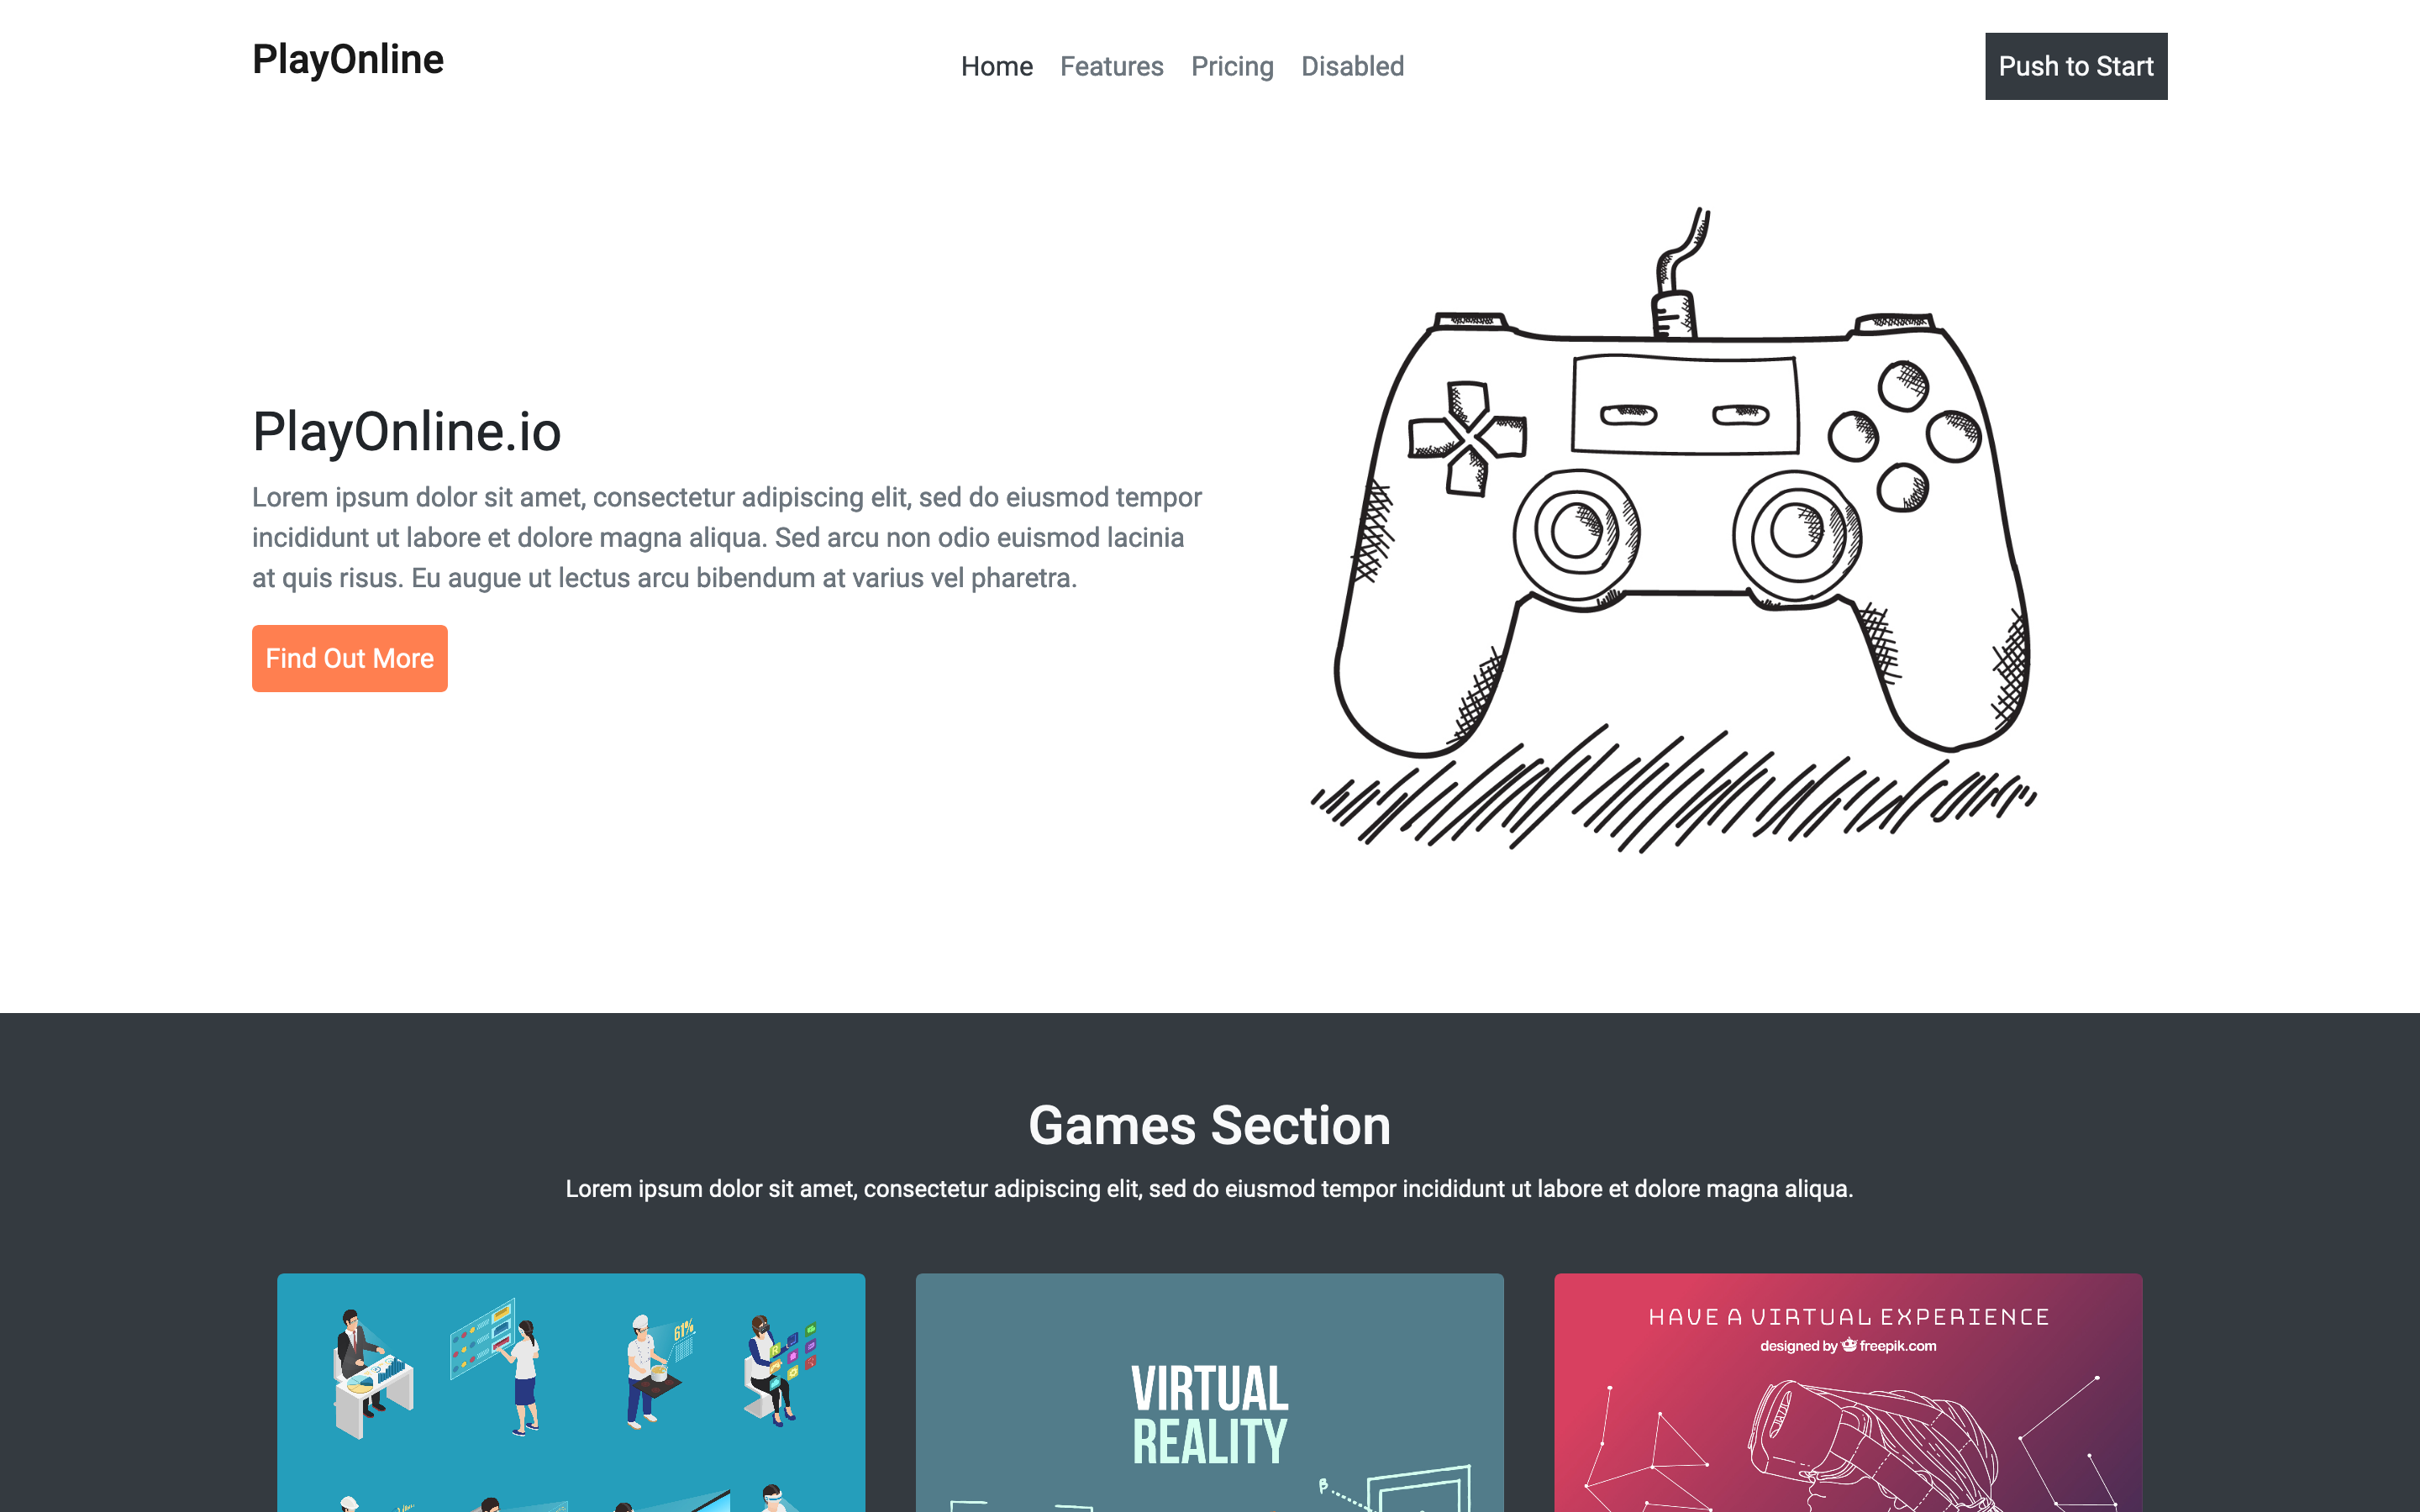 PlayOnline
Home Features Pricing Disabled
Push to Start
PlayOnline.io
Lorem ipsum dolor sit amet, consectetur adipiscing elit, sed do eiusmod tempor
incididunt ut labore et dolore magna aliqua. Sed arcu non odio euismod lacinia
at quis risus. Eu augue ut lectus arcu bibendum at varius vel pharetra.
Find Out More
Games Section
Lorem ipsum dolor sit amet, consectetur adipiscing elit, sed do eiusmod tempor incididunt ut labore et dolore magna aliqua.
61%
VIRTUAL
REALITY
B
HAVE A VIRTUAL EXPERIENCE
designed by freepik.com